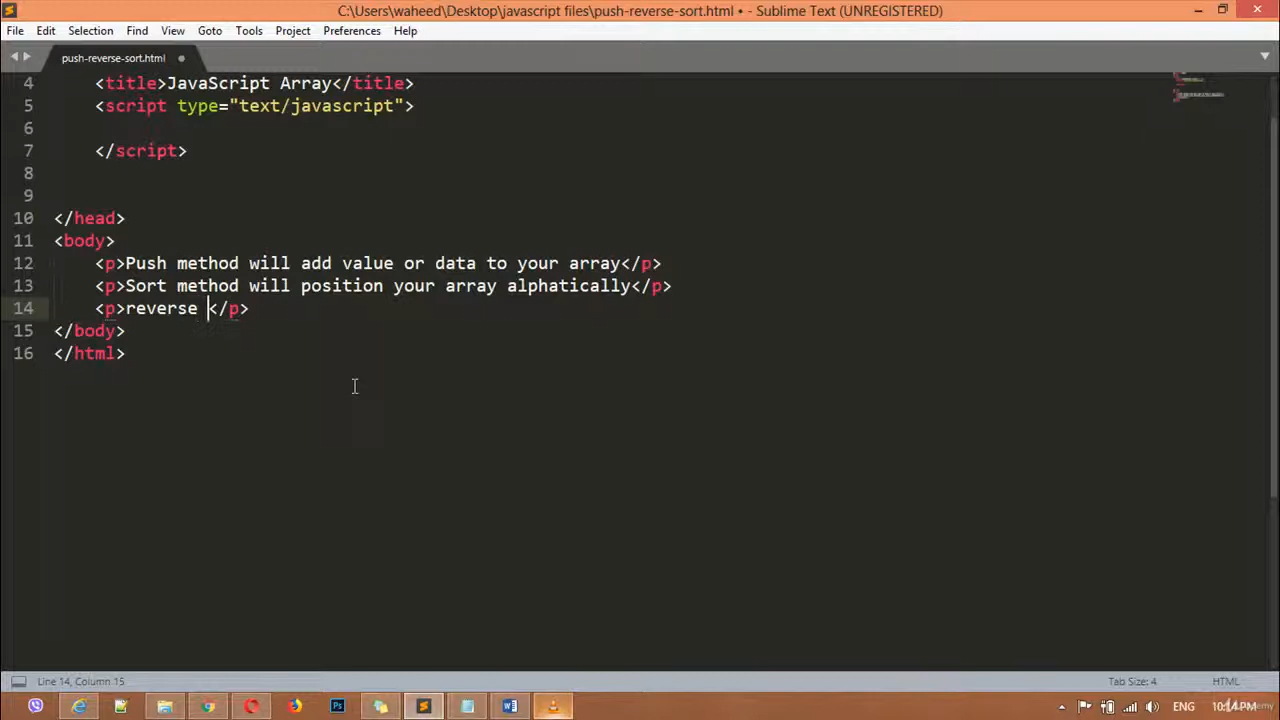 C:\Users\waheed\Desktop\javascript files\push-reverse-sort.html • - Sublime Text (UNREGISTERED)
File Edit Selection Find View Goto Tools Project Preferences Help
push-reverse-sort.html
4 <title>JavaScript Array</title>
5 <script type="text/javascript">
6
7 </script>
8
9
10 </head>
11 <body>
12 <p>Push method will add value or data to your array</p>
13 <p>Sort method will position your array alphatically</p>
14 <p>reverse </p>
15 </body>
16 </html>
Line 14, Column 15 Tab Size: 4 HTML
Ps W ENG 10:14 PM